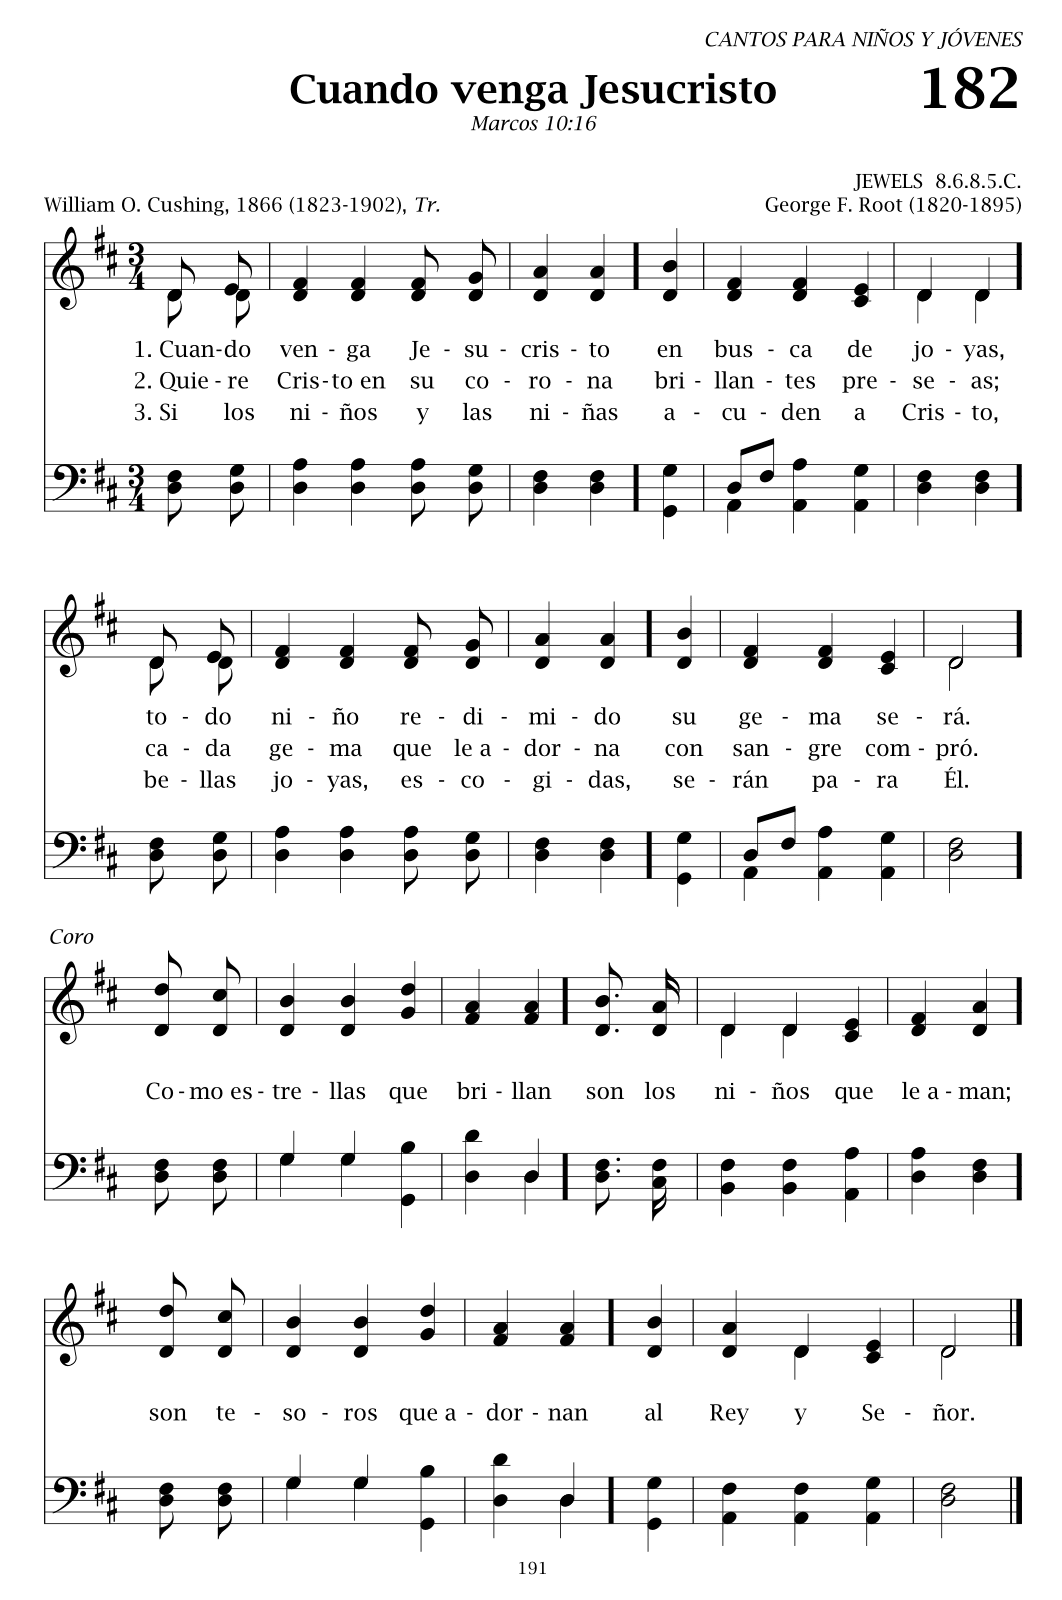 CANTOS PARA NIÑOS Y JÓVENES
Cuando venga Jesucristo 182
Marcos 10:16
JEWELS 8.6.8.5.C.
William O. Cushing, 1866 (1823-1902), Tr. George F. Root (1820-1895)
3 4
1. Cuan-do ven - ga Je - su - cris - to en bus - ca de jo - yas,
2. Quie - re Cris-to en su co - ro - na bri - llan - tes pre - se - as;
3. Si los ni - ños y las ni - ñas a - cu - den a Cris - to,
3 4
to - do ni - ño re - di - mi - do su ge - ma se - rá.
ca - da ge - ma que le a - dor - na con san - gre com - pró.
be - llas jo - yas, es - co - gi - das, se - rán pa - ra Él.
Coro
Co - mo es - tre - llas que bri - llan son los ni - ños que le a - man;
son te - so - ros que a - dor - nan al Rey y Se - ñor.
191